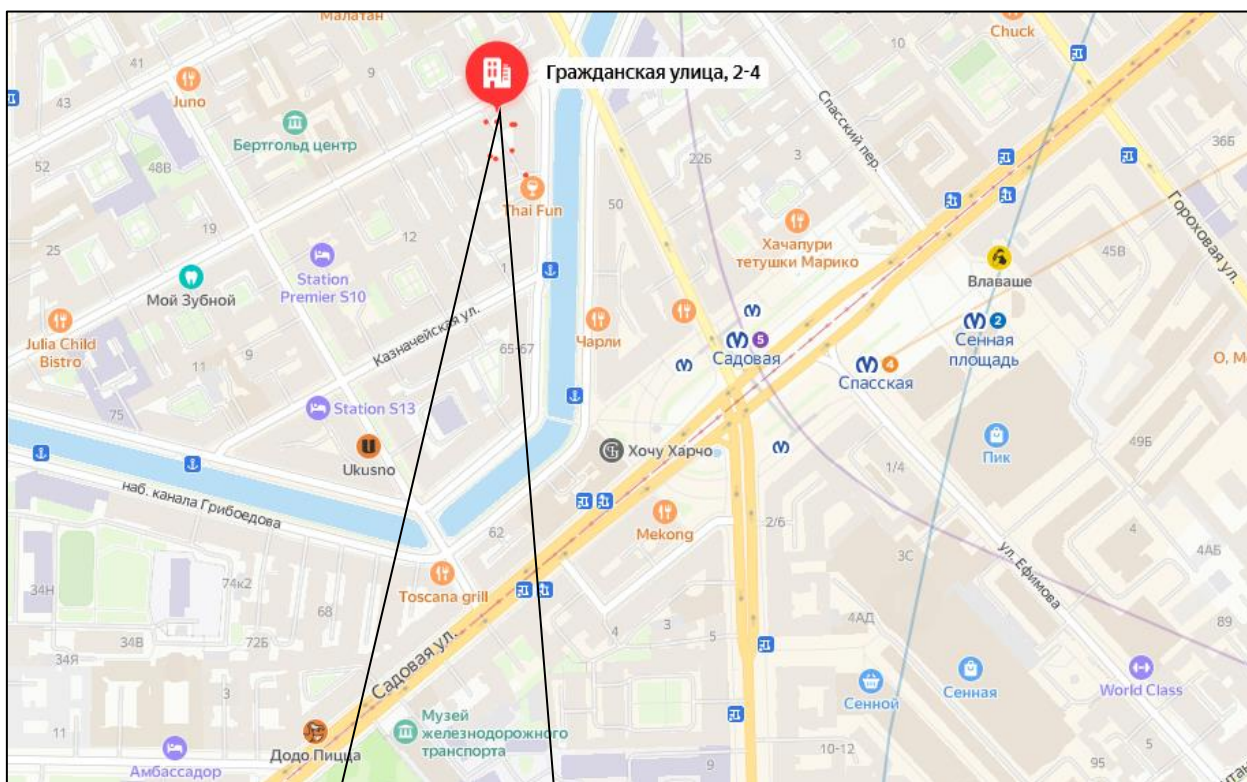 Малатан
Chuck
41
9
10
Гражданская улица, 2-4
Juno
43
Бертгольд центр
Спасский пер.
36Б
52
48В
22Б
3
Thai Fun
50
Гороховая ул.
19
12
25
Хачапури
тетушки Марико
45В
Station
Premier S10
1
Влаваше
Мой Зубной
Julia Child
Bistro
Казначейская ул.
Чарли
5
Садовая
2
Сенная
площадь
11
9
65-67
4
Спасская
О, М
75
Station S13
Ukusno
Хочу Харчо
Пик
49Б
1/4
наб. канала Грибоедова
62
Mekong
2/6
4
3С
4АБ
ул. Ефимова
34Н
74к2
Toscana grill
68
34В
72Б
4
3
5
4АД
89
34Я
Садовая ул.
3
Сенной
Сенная
World Class
11
Додо Пицца
Музей
железнодорожного
транспорта
10-12
5
Амбассадор
9
95